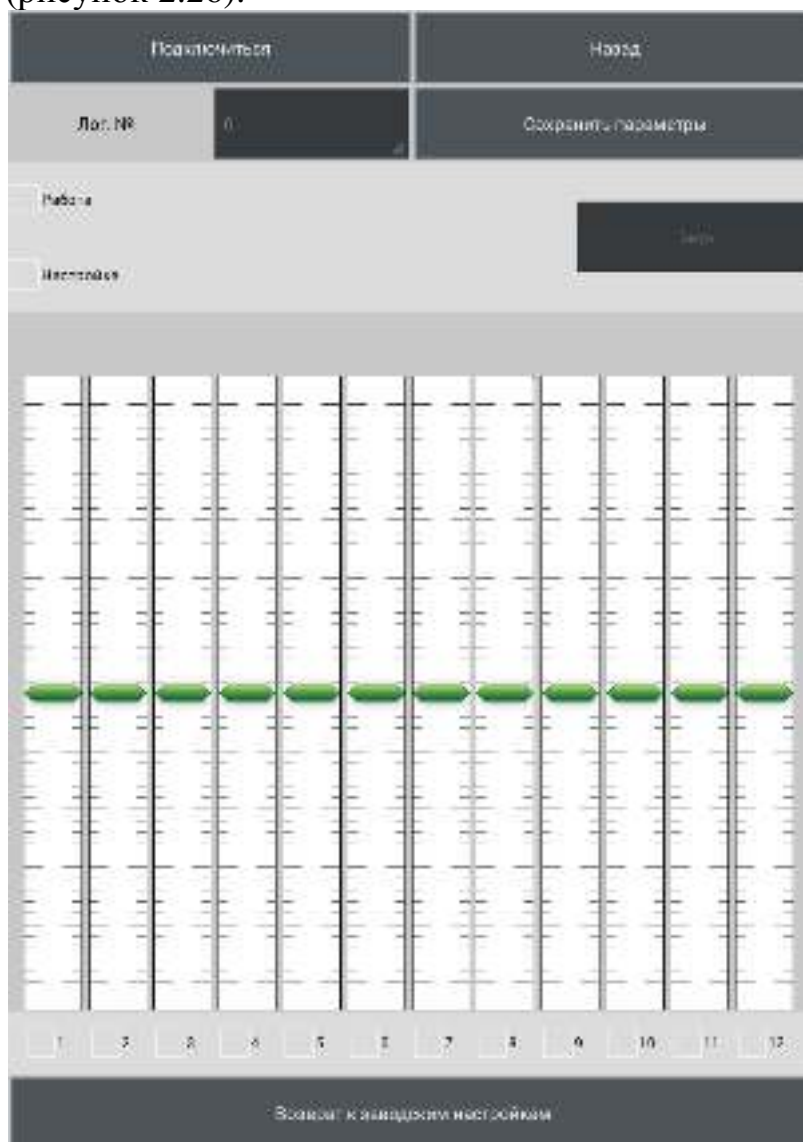 (рисунок 2.26).
Подключиться Назад
Лог. № 0 Сохранить параметры
Работа
Настройка
1 2 3 4 5 6 7 8 9 10 11 12
Возврат к заводским настройкам